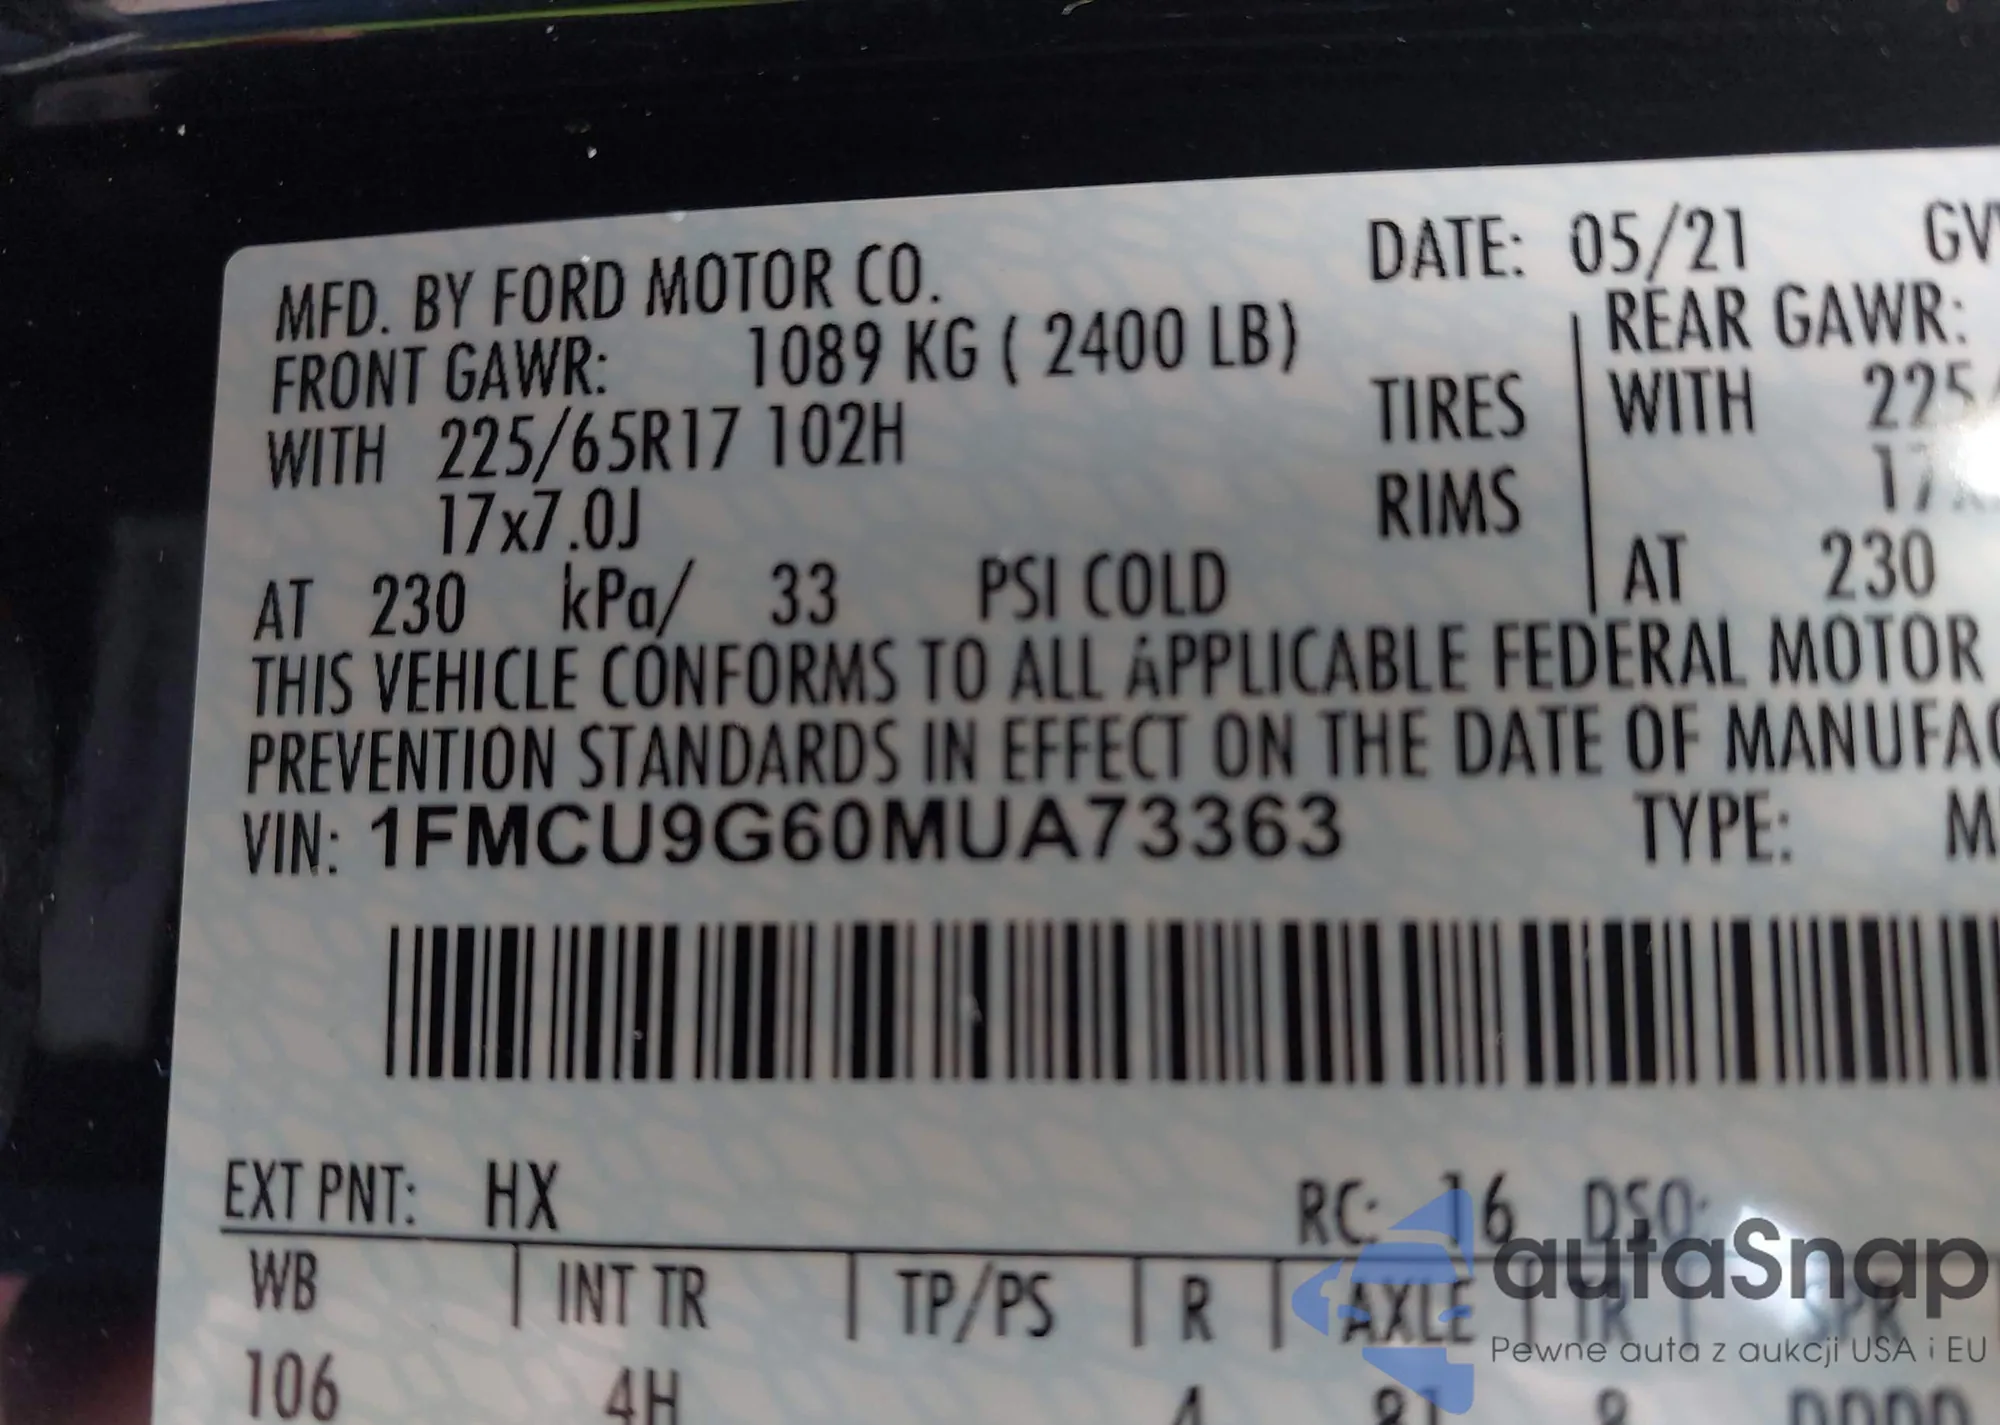 MFD. BY FORD MOTOR CO. DATE: 05/21
FRONT GAWR: 1089 KG ( 2400 LB) REAR GAWR:
WITH 225/65R17 102H TIRES WITH
17x7.0J RIMS
AT 230 kPa/ 33 PSI COLD AT 230
THIS VEHICLE CONFORMS TO ALL APPLICABLE FEDERAL MOTOR
PREVENTION STANDARDS IN EFFECT ON THE DATE OF
VIN: 1FMCU9G60MUA73363 TYPE:
EXT PNT: HX RC: 16 DSO:
WB INT TR TP/PS R AXLE TR SPR
106 4H
autaSnap
Pewne auta z aukcji USA i EU